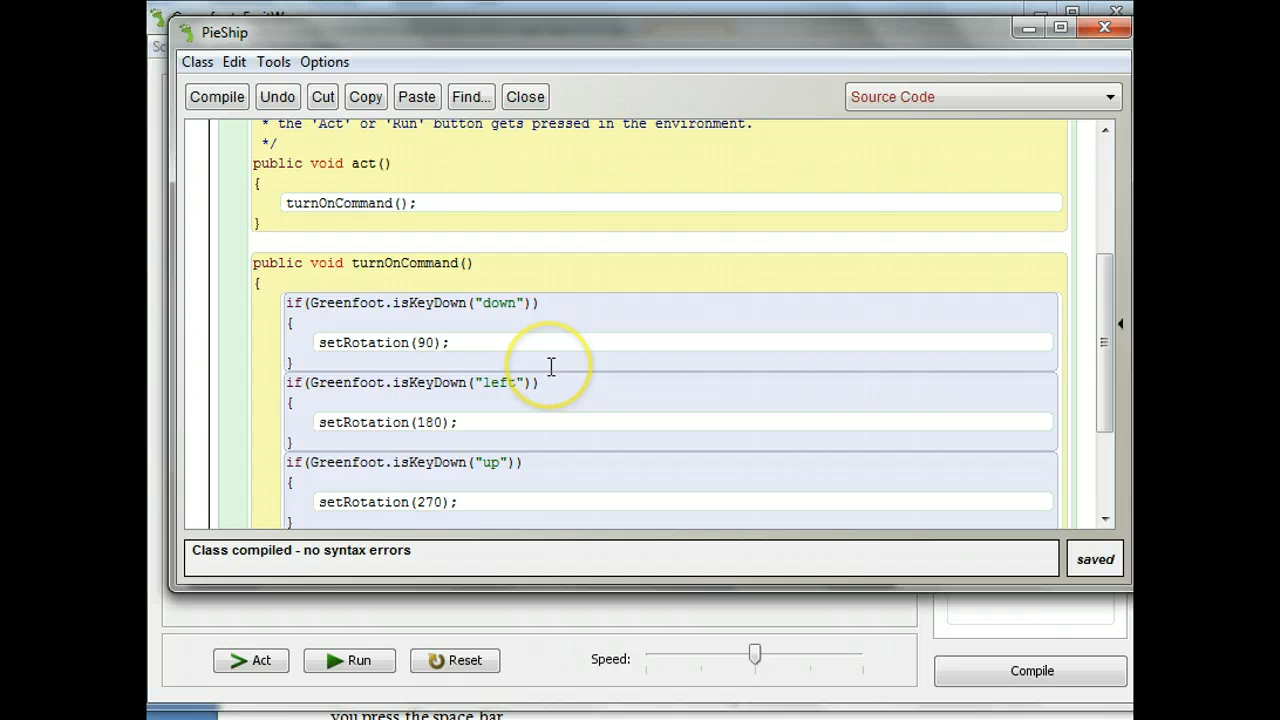 PieShip
Class Edit Tools Options
Compile Undo Cut Copy Paste Find... Close Source Code
* the 'Act' or 'Run' button gets pressed in the environment.
*/
public void act()
{
turnOnCommand();
}
public void turnOnCommand()
{
if(Greenfoot.isKeyDown("down"))
{
setRotation(90);
}
if(Greenfoot.isKeyDown("left"))
{
setRotation(180);
}
if(Greenfoot.isKeyDown("up"))
{
setRotation(270);
}
Class compiled - no syntax errors
saved
Act Run Reset Speed:
Compile
you press the space bar